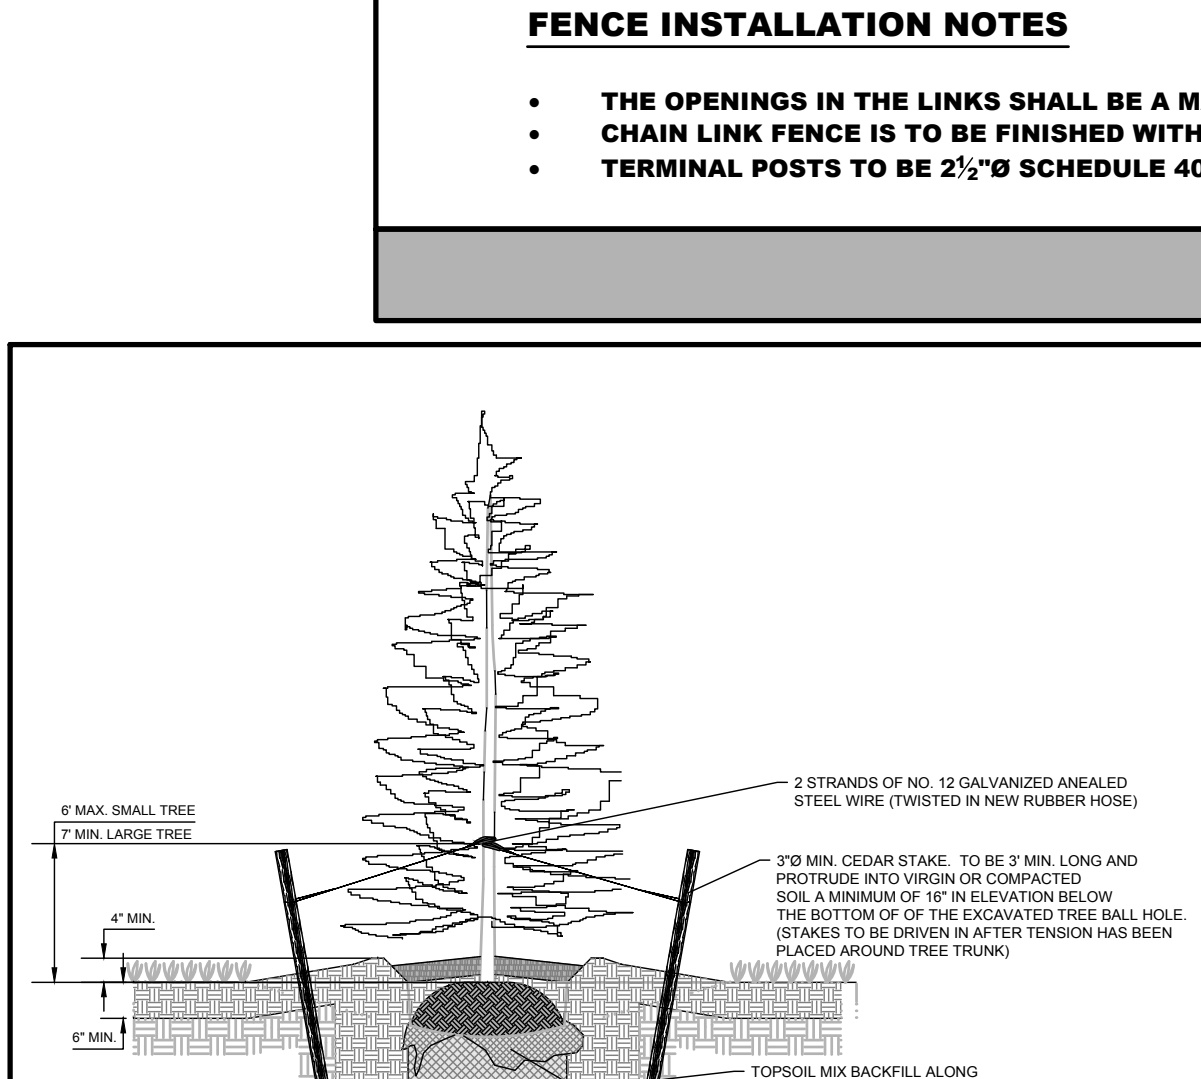 FENCE INSTALLATION NOTES
• THE OPENINGS IN THE LINKS SHALL BE A M
• CHAIN LINK FENCE IS TO BE FINISHED WITH
• TERMINAL POSTS TO BE 2½"Ø SCHEDULE 40
2 STRANDS OF NO. 12 GALVANIZED ANEALED
STEEL WIRE (TWISTED IN NEW RUBBER HOSE)
6' MAX. SMALL TREE
7' MIN. LARGE TREE
3"Ø MIN. CEDAR STAKE. TO BE 3' MIN. LONG AND
PROTRUDE INTO VIRGIN OR COMPACTED
SOIL A MINIMUM OF 16" IN ELEVATION BELOW
THE BOTTOM OF OF THE EXCAVATED TREE BALL HOLE.
(STAKES TO BE DRIVEN IN AFTER TENSION HAS BEEN
PLACED AROUND TREE TRUNK)
4" MIN.
6" MIN.
TOPSOIL MIX BACKFILL ALONG